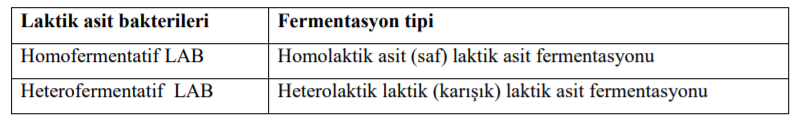 Laktik asit bakterileri Fermentasyon tipi
Homofermentatif LAB Homolaktik asit (saf) laktik asit fermentasyonu
Heterofermentatif LAB Heterolaktik laktik (karışık) laktik asit fermentasyonu